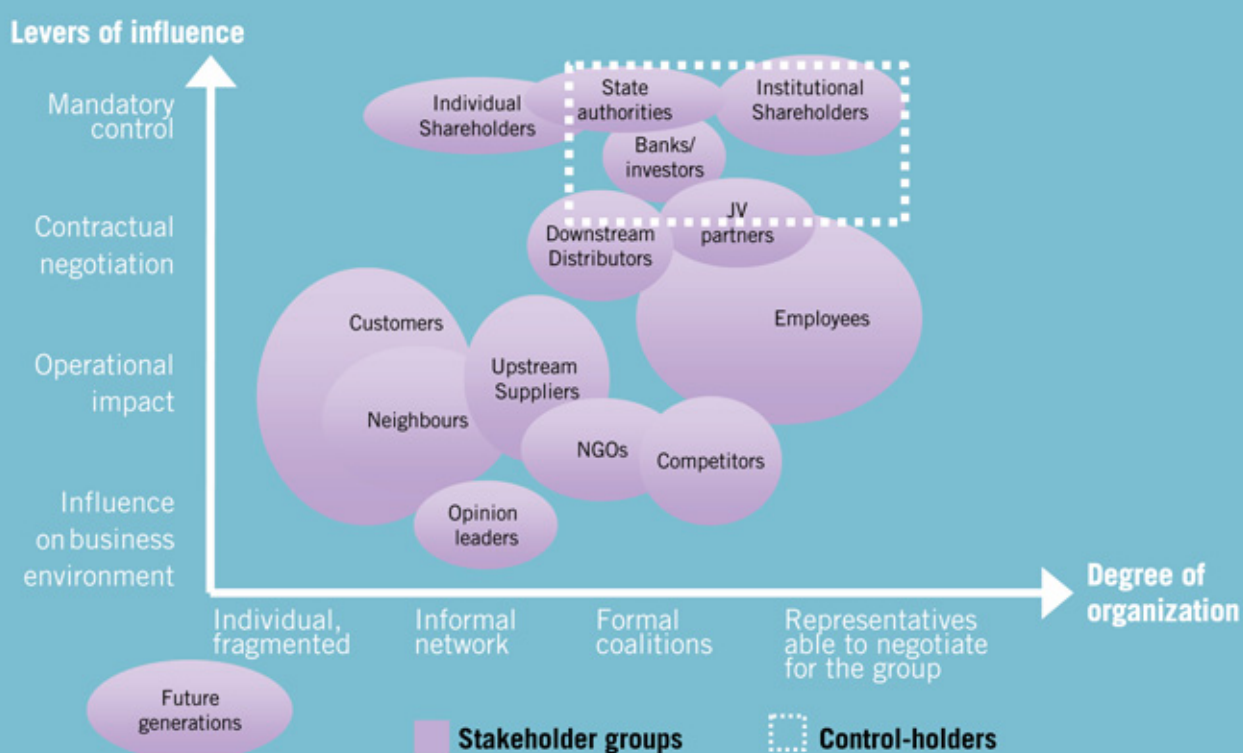 Levers of influence
Mandatory
control
Contractual
negotiation
Operational
impact
Influence
on business
environment
Individual
Shareholders
State
authorities
Institutional
Shareholders
Banks/
investors
JV
partners
Downstream
Distributors
Employees
Customers
Upstream
Suppliers
Neighbours
NGOs
Competitors
Opinion
leaders
Individual,
fragmented
Informal
network
Formal
coalitions
Representatives
able to negotiate
for the group
Degree of
organization
Future
generations
Stakeholder groups
Control-holders